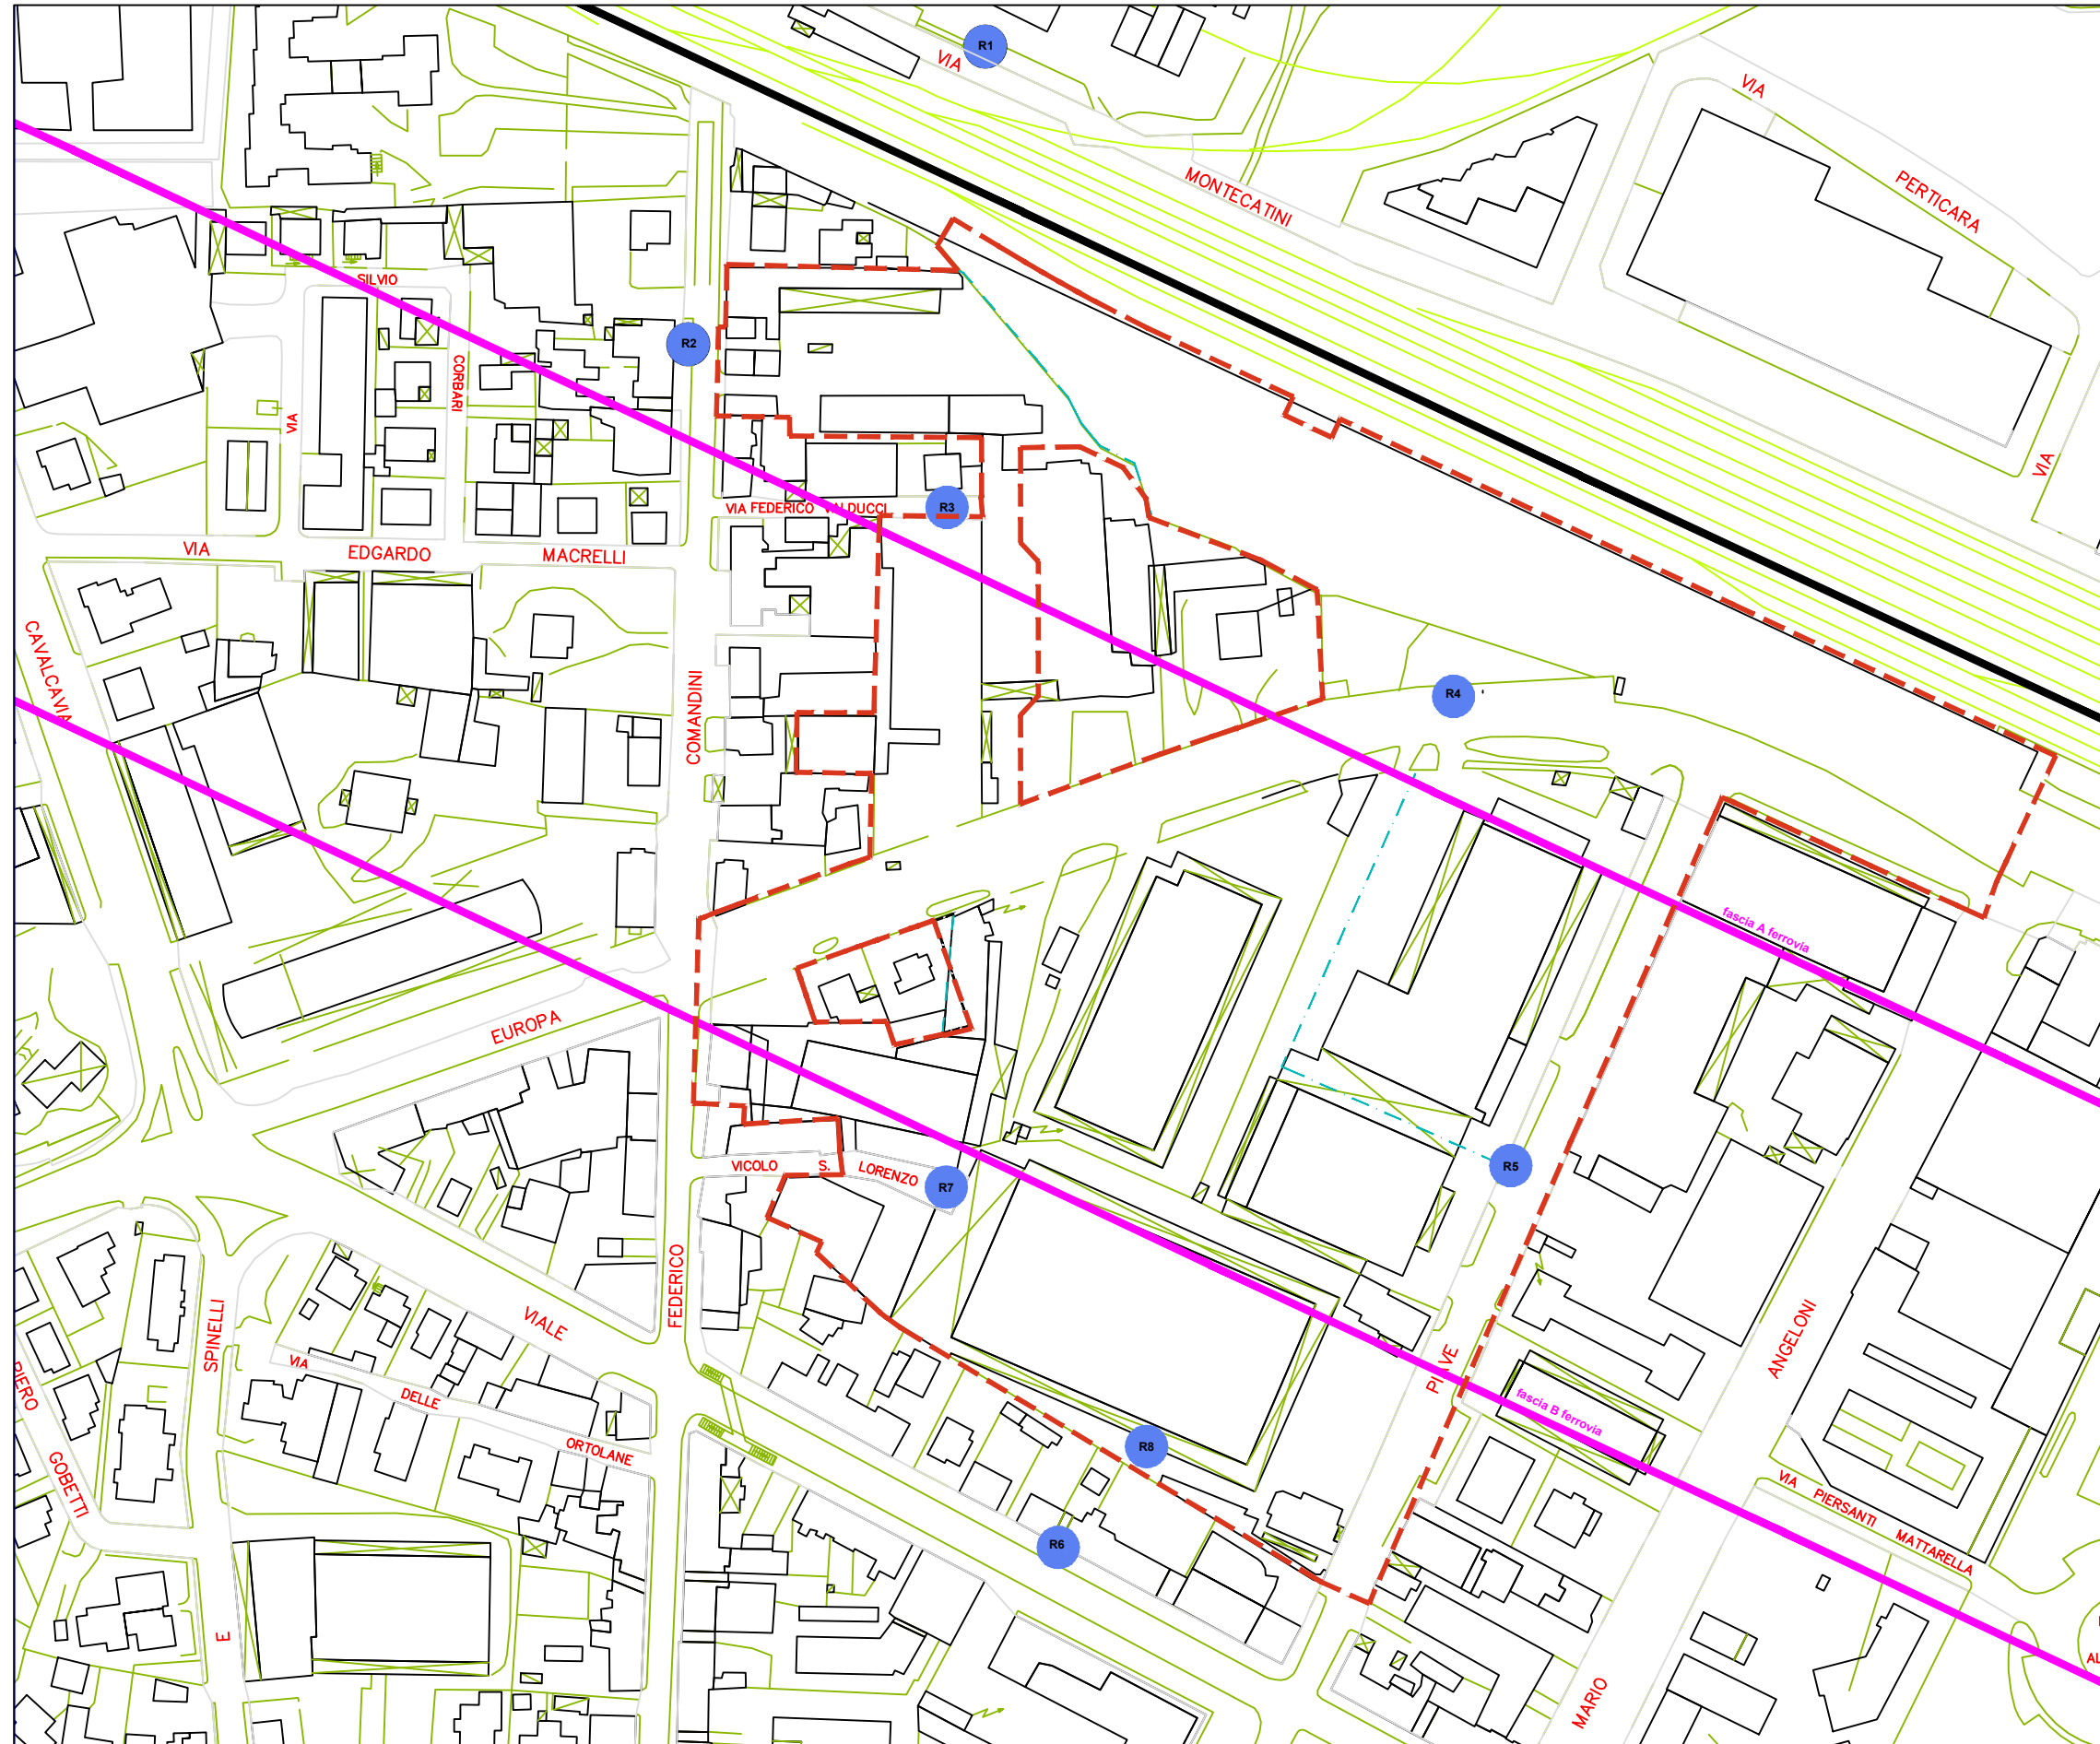 R1
VIA
VIA
MONTECATINI
PERTICARA
SILVIO
R2
CORBARI
VIA
VIA
VIA FEDERICO VALDUCCI
R3
VIA EDGARDO MACRELLI
CAVALCAVIA
COMANDINI
R4
fascia A ferrovia
EUROPA
VICOLO S. LORENZO
R7
R5
FEDERICO
SPINELLI
VIALE
ANGELONI
PIAVE
fascia B ferrovia
VIA
DELLE
ORTOLANE
PIERO
GOBETTI
R8
R6
VIA PIERSANTI MATTARELLA
E
MARIO
AL